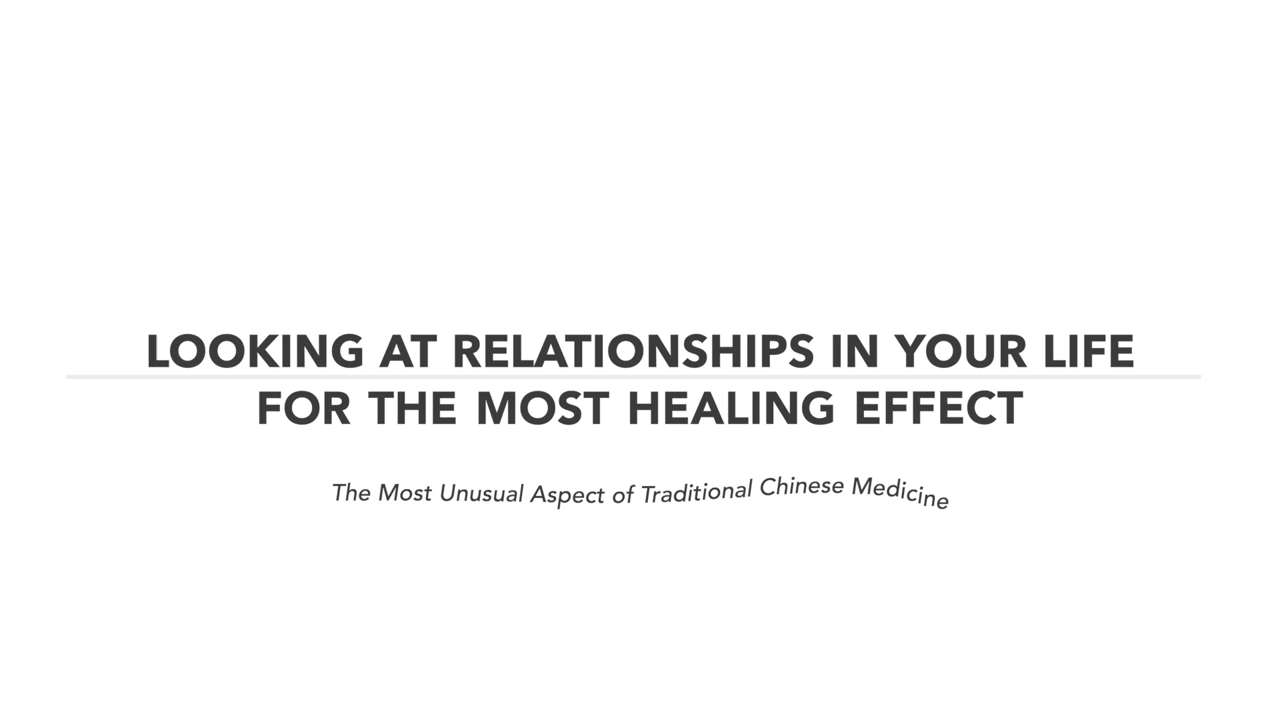 LOOKING AT RELATIONSHIPS IN YOUR LIFE
FOR THE MOST HEALING EFFECT
The Most Unusual Aspect of Traditional Chinese Medicine